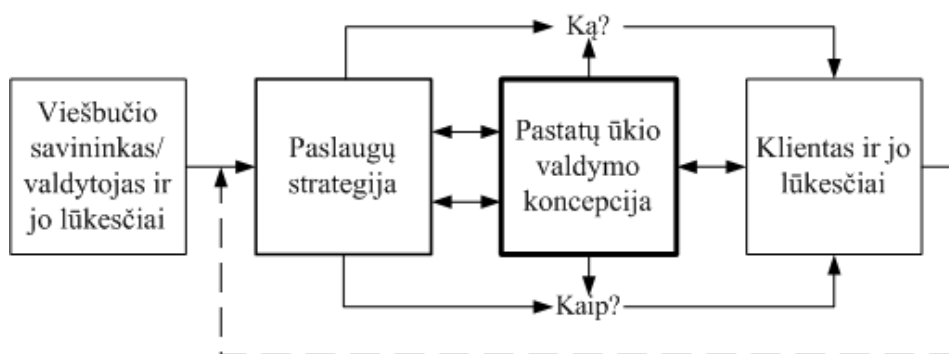 Ką?
Viešbučio
savininkas/
valdytojas ir
jo lūkesčiai
Paslaugų
strategija
Pastatų ūkio
valdymo
koncepcija
Klientas ir jo
lūkesčiai
Kaip?